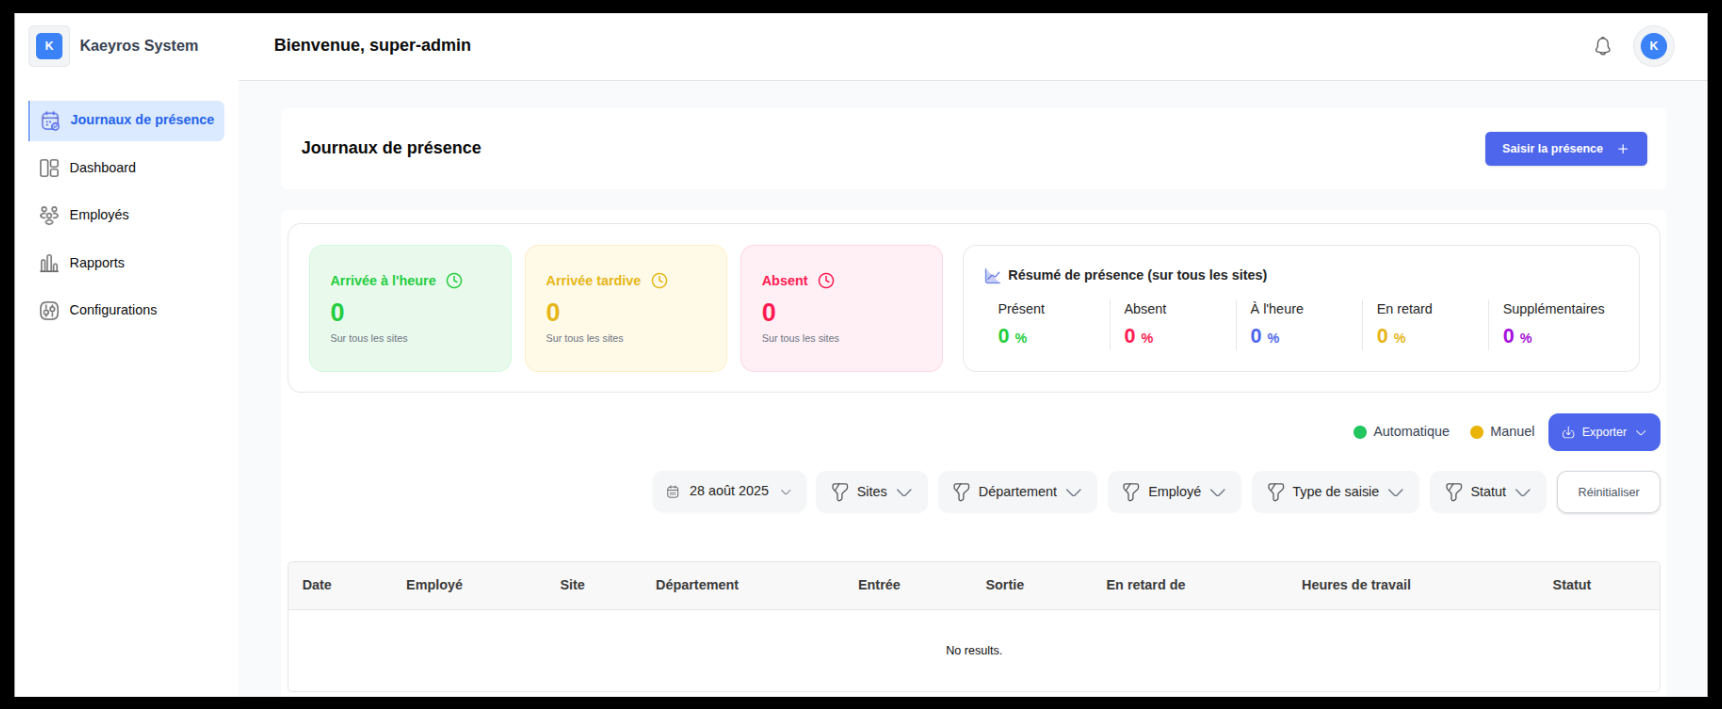 K Kaeyros System
Bienvenue, super-admin
K
Journaux de présence
Dashboard
Employés
Rapports
Configurations
Journaux de présence
Saisir la présence +
Arrivée à l'heure
0
Sur tous les sites
Arrivée tardive
0
Sur tous les sites
Absent
0
Sur tous les sites
Résumé de présence (sur tous les sites)
Présent
0 %
Absent
0 %
À l'heure
0 %
En retard
0 %
Supplémentaires
0 %
Automatique Manuel Exporter
28 août 2025 Sites Département Employé Type de saisie Statut Réinitialiser
Date Employé Site Département Entrée Sortie En retard de Heures de travail Statut
No results.